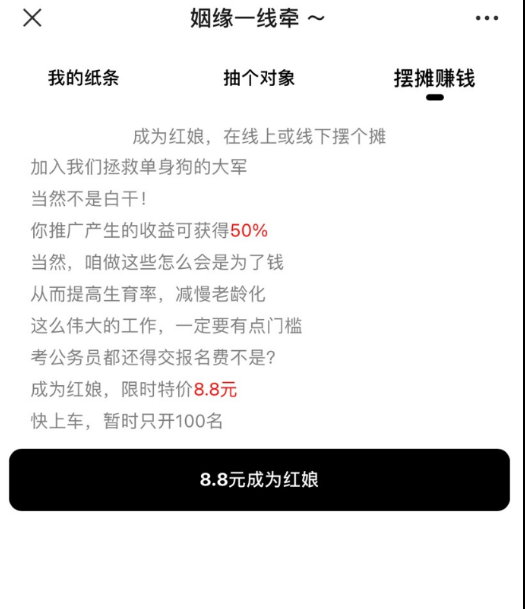 姻缘一线牵 ～
我的纸条
抽个对象
摆摊赚钱
成为红娘，在线上或线下摆个摊
加入我们拯救单身狗的大军
当然不是白干！
你推广产生的收益可获得50%
当然，咱做这些怎么会是为了钱
从而提高生育率，减慢老龄化
这么伟大的工作，一定要有点门槛
考公务员都还得交报名费不是？
成为红娘，限时特价8.8元
快上车，暂时只开100名
8.8元成为红娘